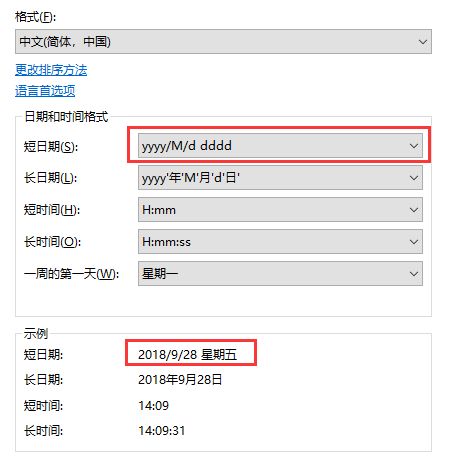 格式(F):
中文(简体，中国)
更改排序方法
语言首选项
日期和时间格式
短日期(S): yyyy/M/d dddd
长日期(L): yyyy'年'M'月'd'日'
短时间(H): H:mm
长时间(O): H:mm:ss
一周的第一天(W): 星期一
示例
短日期: 2018/9/28 星期五
长日期: 2018年9月28日
短时间: 14:09
长时间: 14:09:31